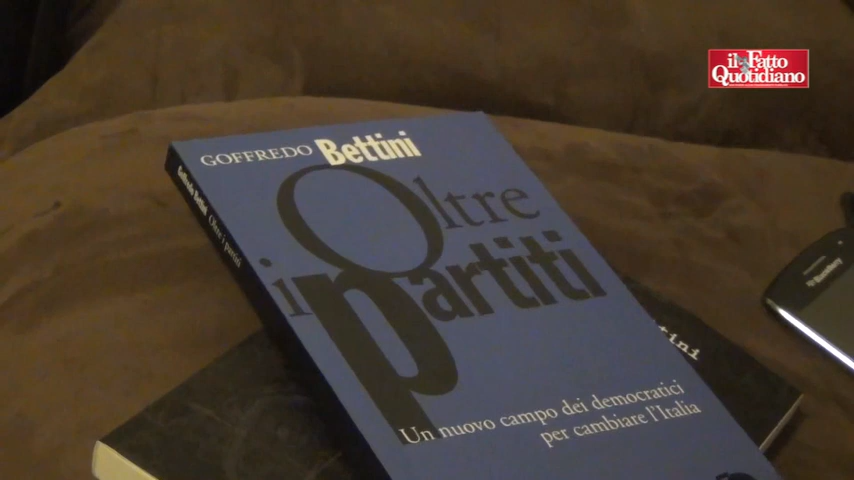 il Fatto
Quotidiano
GOFFREDO Bettini
Oltre
i partiti
Un nuovo campo dei democratici
per cambiare l'Italia
Goffredo Bettini Oltre i partiti
BlackBerry